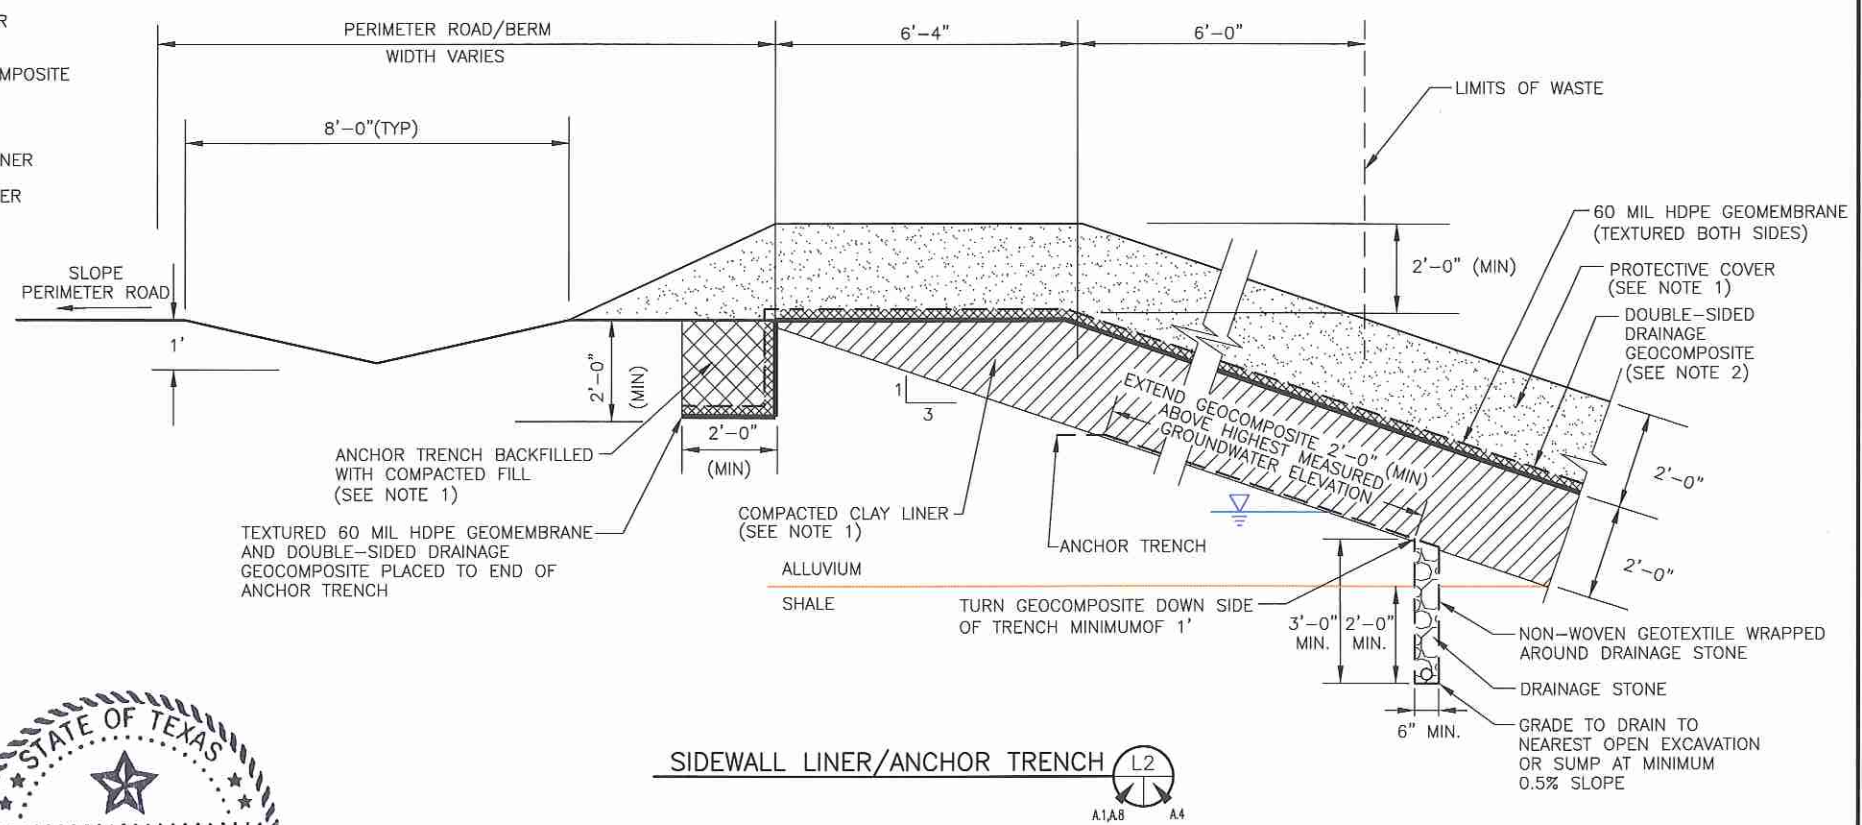 R
MPOSITE
NER
ER
PERIMETER ROAD/BERM
WIDTH VARIES
6'-4"
6'-0"
LIMITS OF WASTE
8'-0"(TYP)
60 MIL HDPE GEOMEMBRANE
(TEXTURED BOTH SIDES)
2'-0" (MIN)
PROTECTIVE COVER
(SEE NOTE 1)
SLOPE
PERIMETER ROAD
DOUBLE-SIDED
DRAINAGE
GEOCOMPOSITE
(SEE NOTE 2)
1'
2'-0"
(MIN)
1
3
EXTEND GEOCOMPOSITE 2'-0" (MIN)
ABOVE HIGHEST MEASURED
GROUNDWATER ELEVATION
2'-0"
(MIN)
ANCHOR TRENCH BACKFILLED
WITH COMPACTED FILL
(SEE NOTE 1)
2'-0"
COMPACTED CLAY LINER
(SEE NOTE 1)
TEXTURED 60 MIL HDPE GEOMEMBRANE
AND DOUBLE-SIDED DRAINAGE
GEOCOMPOSITE PLACED TO END OF
ANCHOR TRENCH
ANCHOR TRENCH
ALLUVIUM
SHALE
2'-0"
TURN GEOCOMPOSITE DOWN SIDE
OF TRENCH MINIMUMOF 1'
3'-0"
MIN.
2'-0"
MIN.
NON-WOVEN GEOTEXTILE WRAPPED
AROUND DRAINAGE STONE
DRAINAGE STONE
6" MIN.
GRADE TO DRAIN TO
NEAREST OPEN EXCAVATION
OR SUMP AT MINIMUM
0.5% SLOPE
SIDEWALL LINER/ANCHOR TRENCH
L2
A.1,A.8
A.4
STATE OF TEXAS